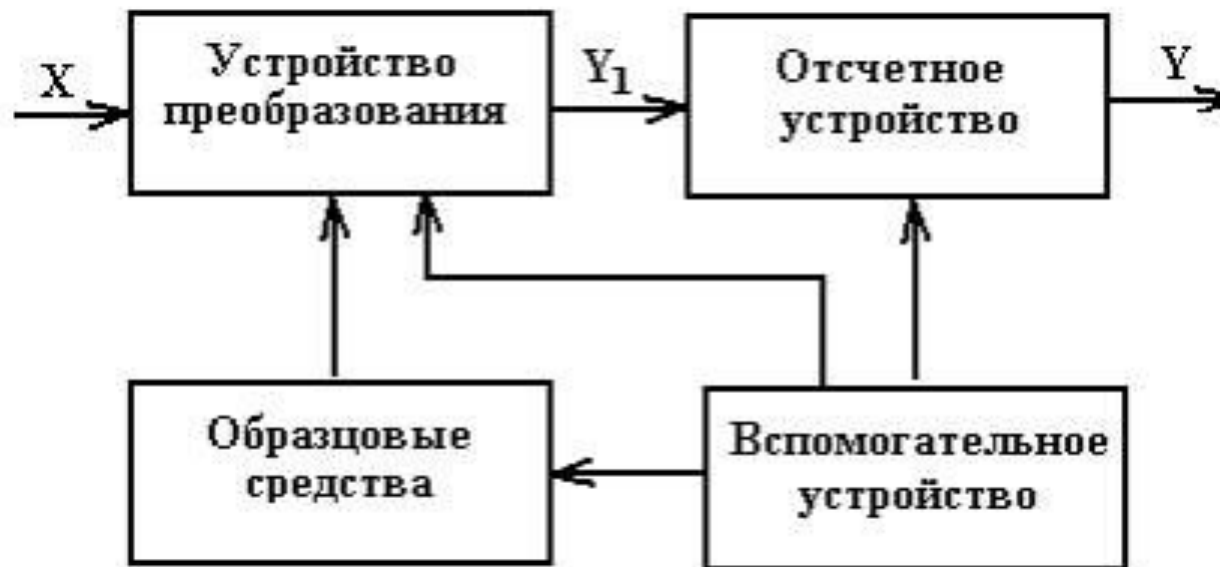 X
Устройство
преобразования
Y1
Отсчетное
устройство
Y
Образцовые
средства
Вспомогательное
устройство